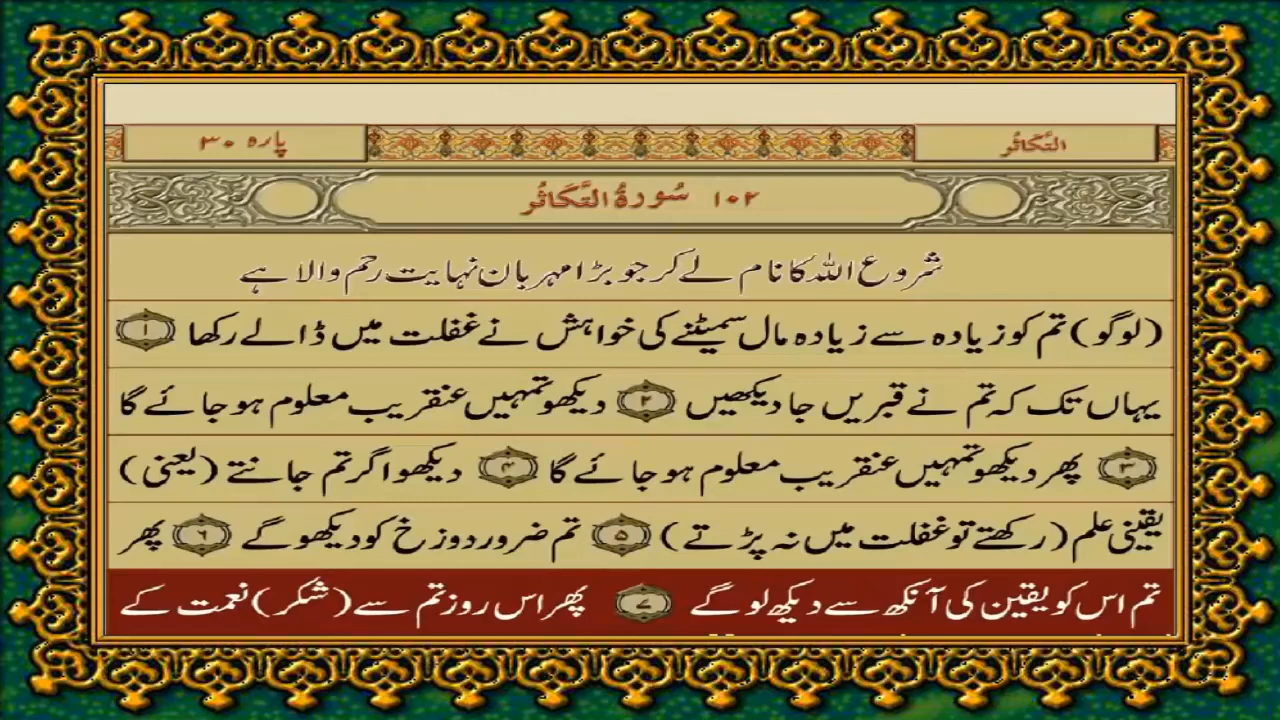 التَّكَاثُر
پارہ ۳۰
۱۰۲ سُورَةُ التَّكَاثُر
شروع اللہ کا نام لے کر جو بڑا مہربان نہایت رحم والا ہے
(لوگو) تم کو زیادہ سے زیادہ مال سمیٹنے کی خواہش نے غفلت میں ڈالے رکھا ۱
یہاں تک کہ تم نے قبریں جا دیکھیں ۲ دیکھو تمہیں عنقریب معلوم ہو جائے گا
۳ پھر دیکھو تمہیں عنقریب معلوم ہو جائے گا ۴ دیکھو اگر تم جانتے (یعنی)
یقینی علم (رکھتے تو غفلت میں نہ پڑتے) ۵ تم ضرور دوزخ کو دیکھو گے ۶ پھر
تم اس کو یقین کی آنکھ سے دیکھ لو گے ۷ پھر اس روز تم سے (شکر) نعمت کے